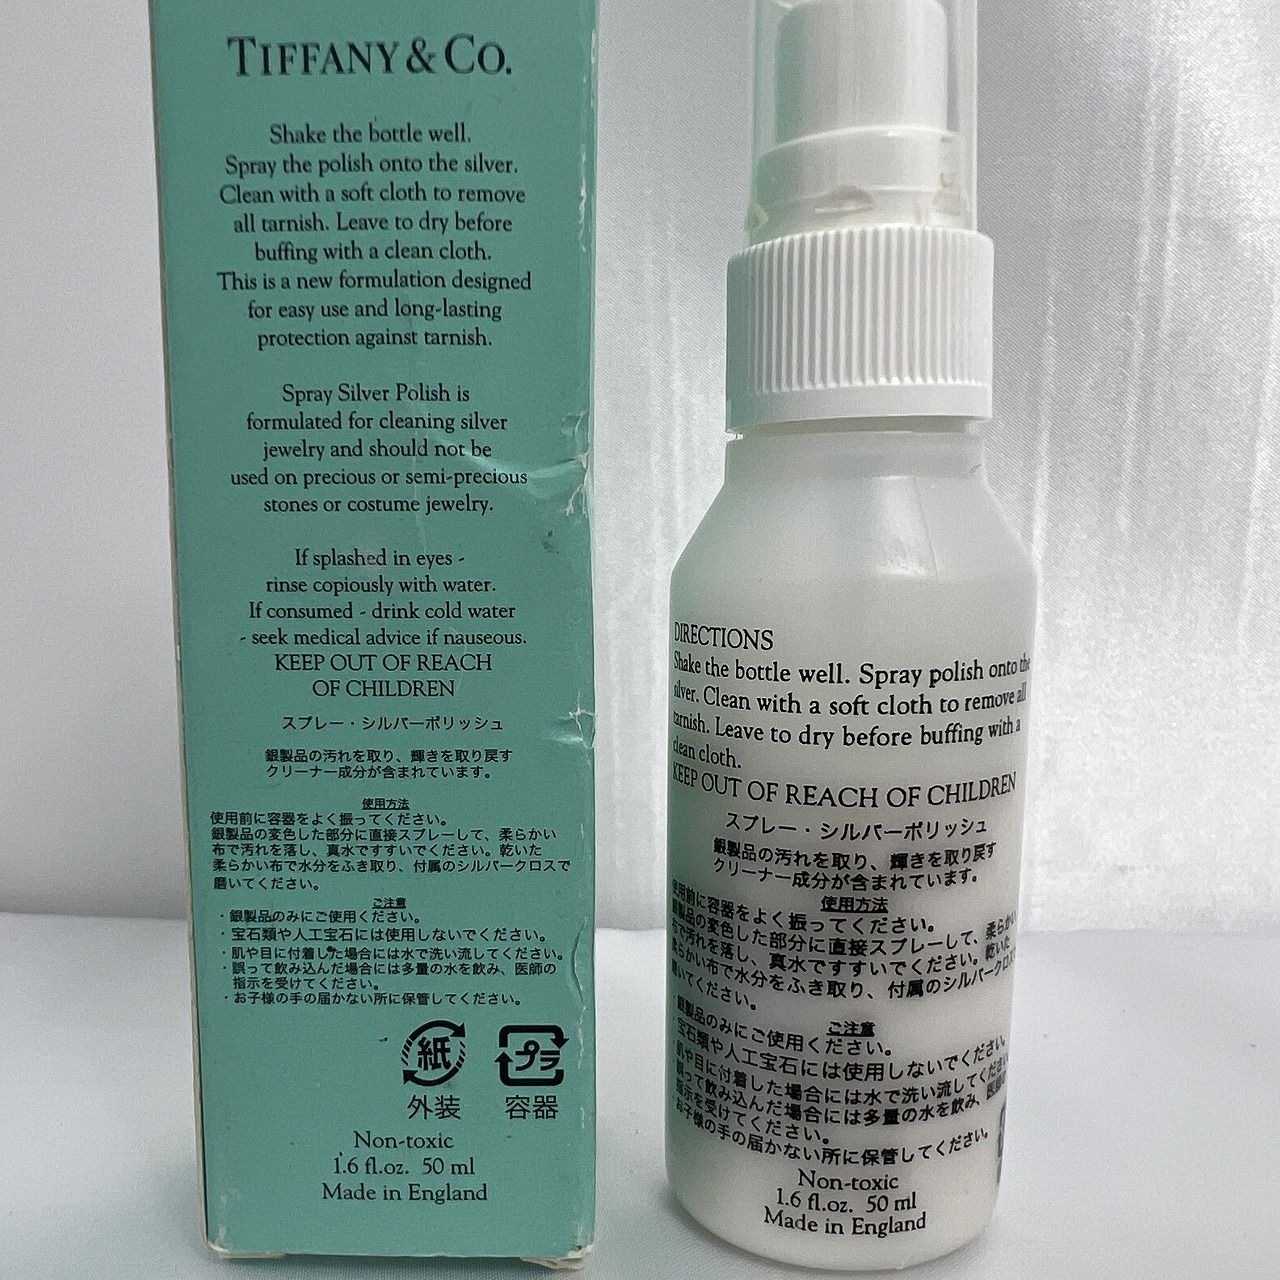 TIFFANY & CO.
Shake the bottle well.
Spray the polish onto the silver.
Clean with a soft cloth to remove
all tarnish. Leave to dry before
buffing with a clean cloth.
This is a new formulation designed
for easy use and long-lasting
protection against tarnish.
Spray Silver Polish is
formulated for cleaning silver
jewelry and should not be
used on precious or semi-precious
stones or costume jewelry.
If splashed in eyes -
rinse copiously with water.
If consumed - drink cold water
- seek medical advice if nauseous.
KEEP OUT OF REACH
OF CHILDREN
スプレー・シルバーポリッシュ
銀製品の汚れを取り、輝きを取り戻す
クリーナー成分が含まれています。
使用方法
使用前に容器をよく振ってください。
銀製品の変色した部分に直接スプレーして、柔らかい
布で汚れを落し、真水ですすいでください。乾いた
柔らかい布で水分をふき取り、付属のシルバークロスで
磨いてください。
ご注意
・銀製品のみにご使用ください。
・宝石類や人工宝石には使用しないでください。
・肌や目に付着した場合には水で洗い流してください。
・誤って飲み込んだ場合には多量の水を飲み、医師の
指示を受けてください。
・お子様の手の届かない所に保管してください。
紙 プラ
外装 容器
Non-toxic
1.6 fl.oz. 50 ml
Made in England
DIRECTIONS
Shake the bottle well. Spray polish onto the
silver. Clean with a soft cloth to remove all
tarnish. Leave to dry before buffing with a
clean cloth.
KEEP OUT OF REACH OF CHILDREN
スプレー・シルバーポリッシュ
銀製品の汚れを取り、輝きを取り戻す
クリーナー成分が含まれています。
使用方法
使用前に容器をよく振ってください。
銀製品の変色した部分に直接スプレーして、柔らかい
布で汚れを落し、真水ですすいでください。乾いた
柔らかい布で水分をふき取り、付属のシルバークロス
磨いてください。
ご注意
銀製品のみにご使用ください。
宝石類や人工宝石には使用しないでください。
肌や目に付着した場合には水で洗い流してください
誤って飲み込んだ場合には多量の水を飲み、医師の
指示を受けてください。
お子様の手の届かない所に保管してください。
Non-toxic
1.6 fl.oz. 50 ml
Made in England